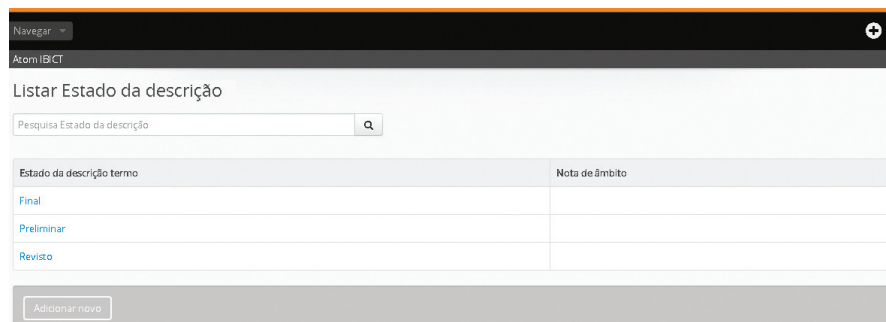 Navegar
Atom IBICT
Listar Estado da descrição
Pesquisa Estado da descrição
Estado da descrição termo Nota de âmbito
Final
Preliminar
Revisto
Adicionar novo